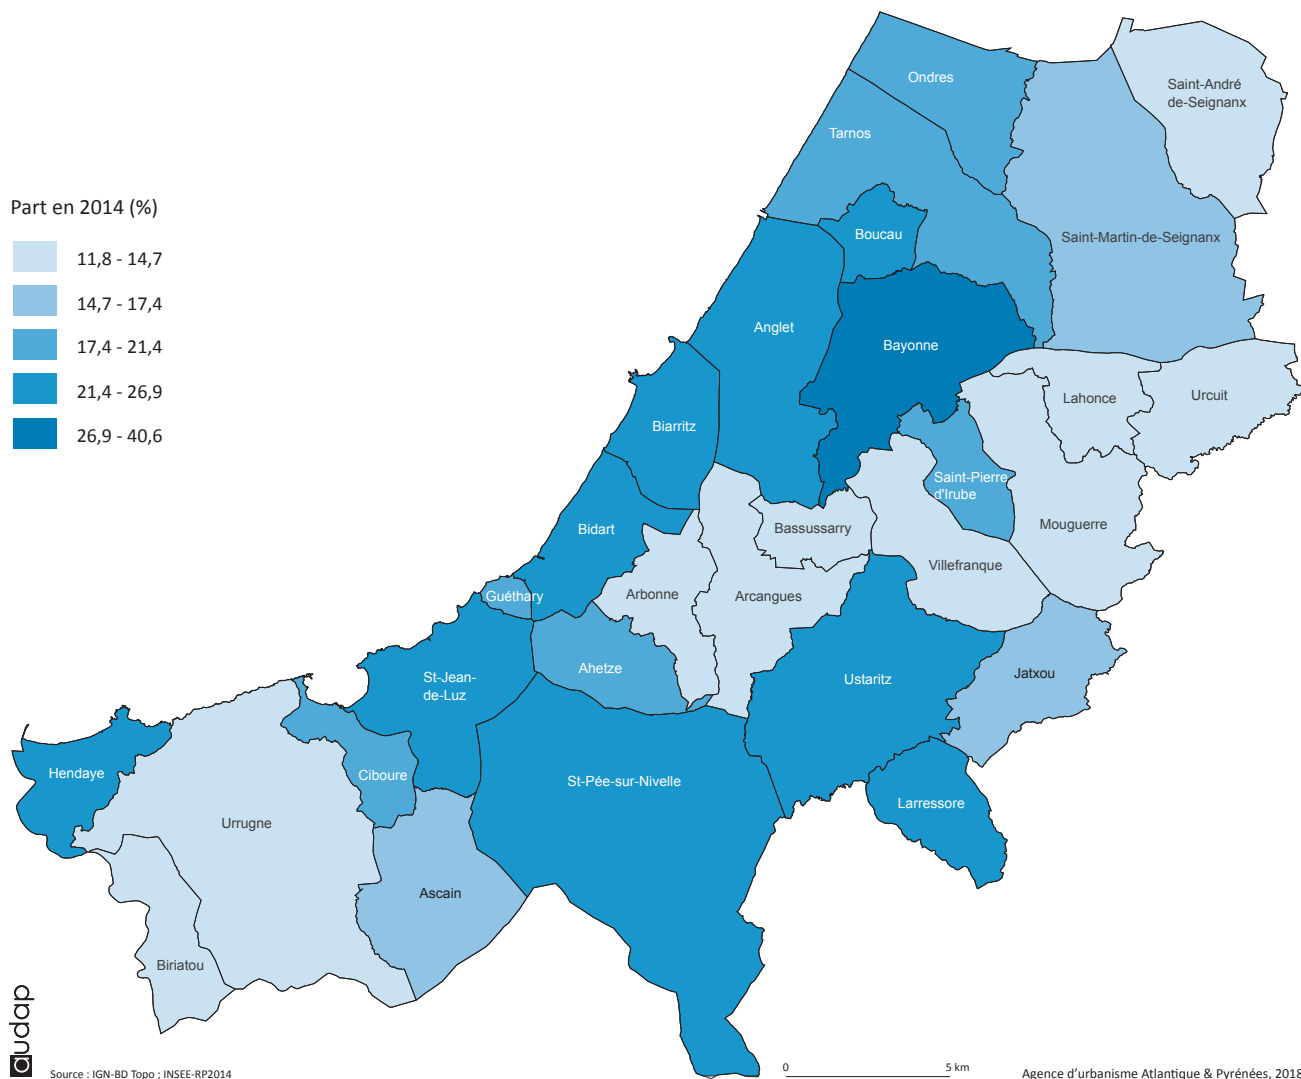 Part en 2014 (%)
11,8 - 14,7
14,7 - 17,4
17,4 - 21,4
21,4 - 26,9
26,9 - 40,6
Ondres
Saint-André
de-Seignanx
Tarnos
Boucau
Saint-Martin-de-Seignanx
Anglet
Bayonne
Lahonce
Urcuit
Biarritz
Saint-Pierre
d'Irube
Mouguerre
Bidart
Bassussarry
Villefranque
Guéthary
Arbonne
Arcangues
Ahetze
St-Jean-
de-Luz
Ustaritz
Jatxou
Hendaye
Ciboure
St-Pée-sur-Nivelle
Larressore
Urrugne
Ascain
Biriatou
audap
Source : IGN-BD Topo ; INSEE-RP2014
0
5 km
Agence d'urbanisme Atlantique & Pyrénées, 2018